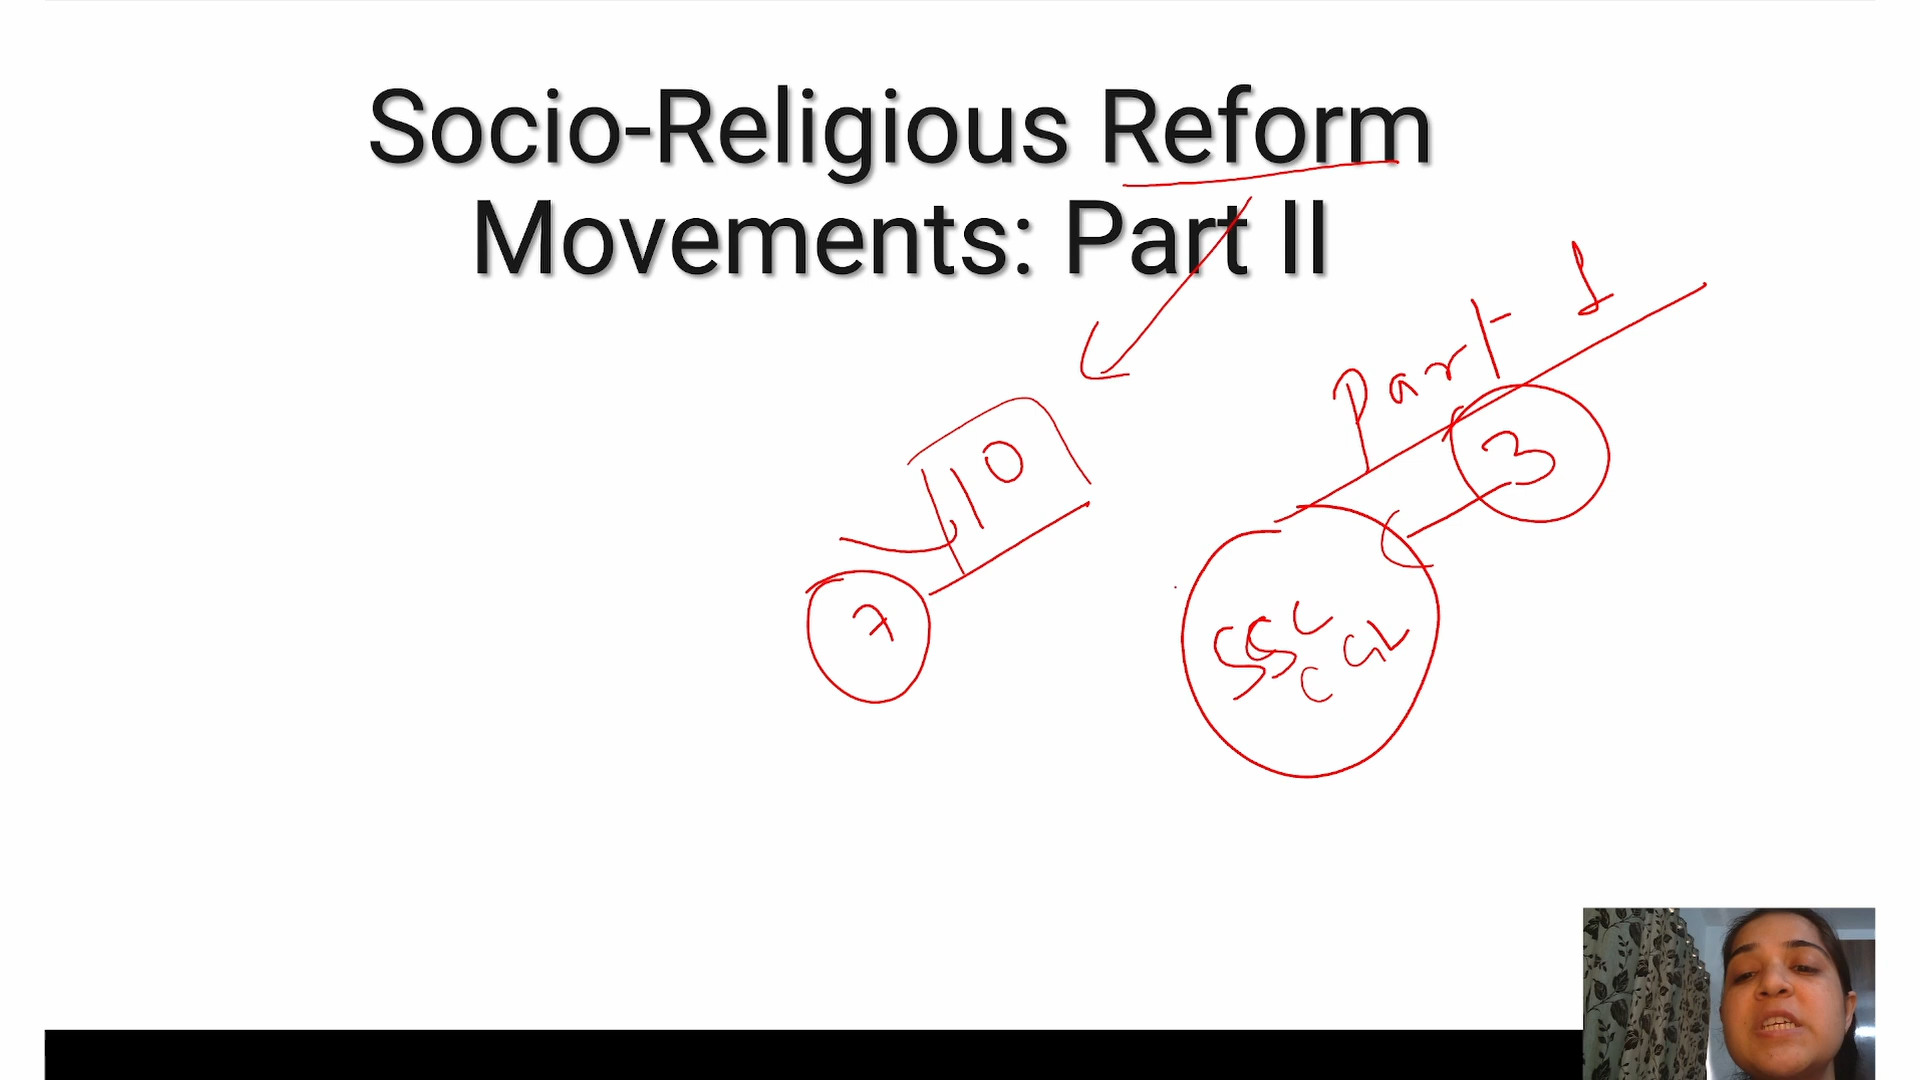 Socio-Religious Reform
Movements: Part II
Part I
10
3
7
SSC
CGL